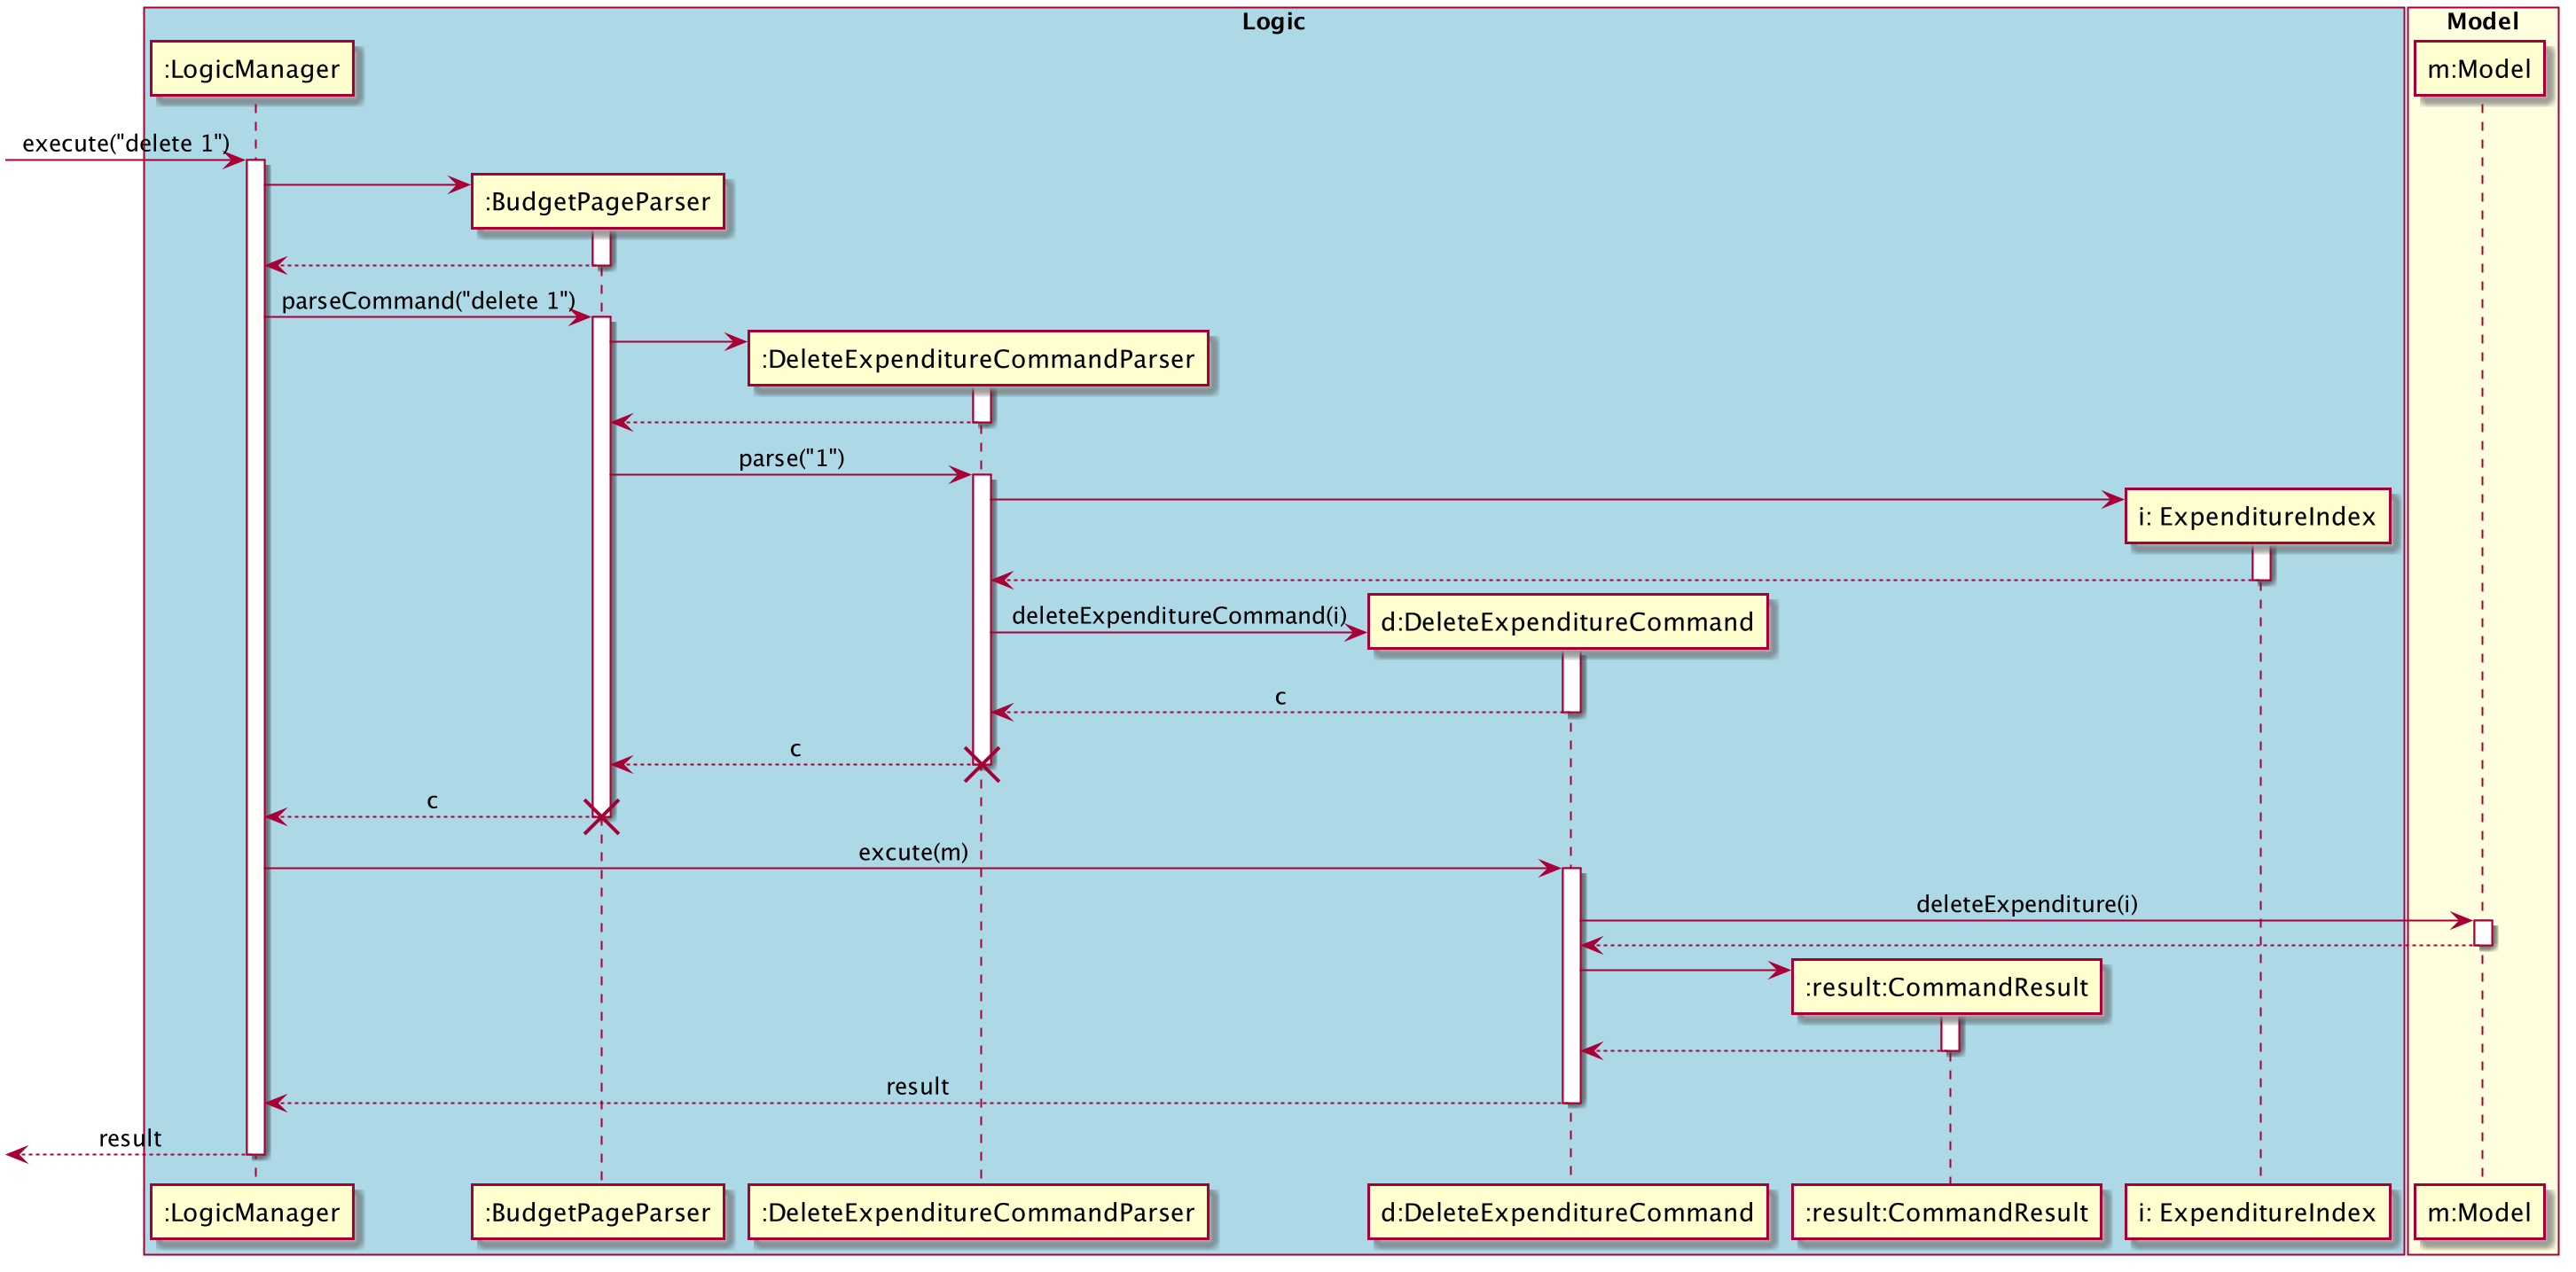 Logic
Model
:LogicManager
m:Model
execute("delete 1")
:BudgetPageParser
parseCommand("delete 1")
:DeleteExpenditureCommandParser
parse("1")
i: ExpenditureIndex
deleteExpenditureCommand(i)
d:DeleteExpenditureCommand
c
c
c
excute(m)
deleteExpenditure(i)
:result:CommandResult
result
result
:LogicManager
:BudgetPageParser
:DeleteExpenditureCommandParser
d:DeleteExpenditureCommand
:result:CommandResult
i: ExpenditureIndex
m:Model